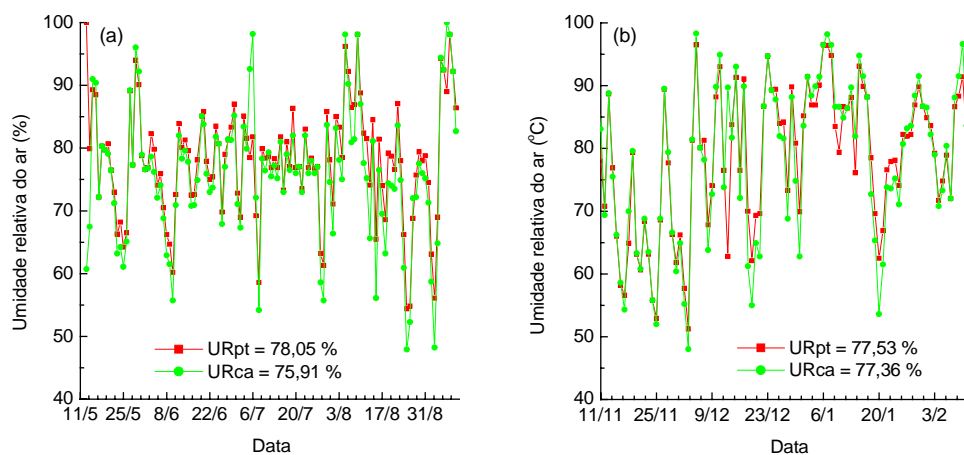 (a)
Umidade relativa do ar (%)
100
90
80
70
60
50
40
URpt = 78,05 %
URca = 75,91 %
11/5 25/5 8/6 22/6 6/7 20/7 3/8 17/8 31/8
Data
(b)
Umidade relativa do ar (ºC)
100
90
80
70
60
50
40
URpt = 77,53 %
URca = 77,36 %
11/11 25/11 9/12 23/12 6/1 20/1 3/2
Data